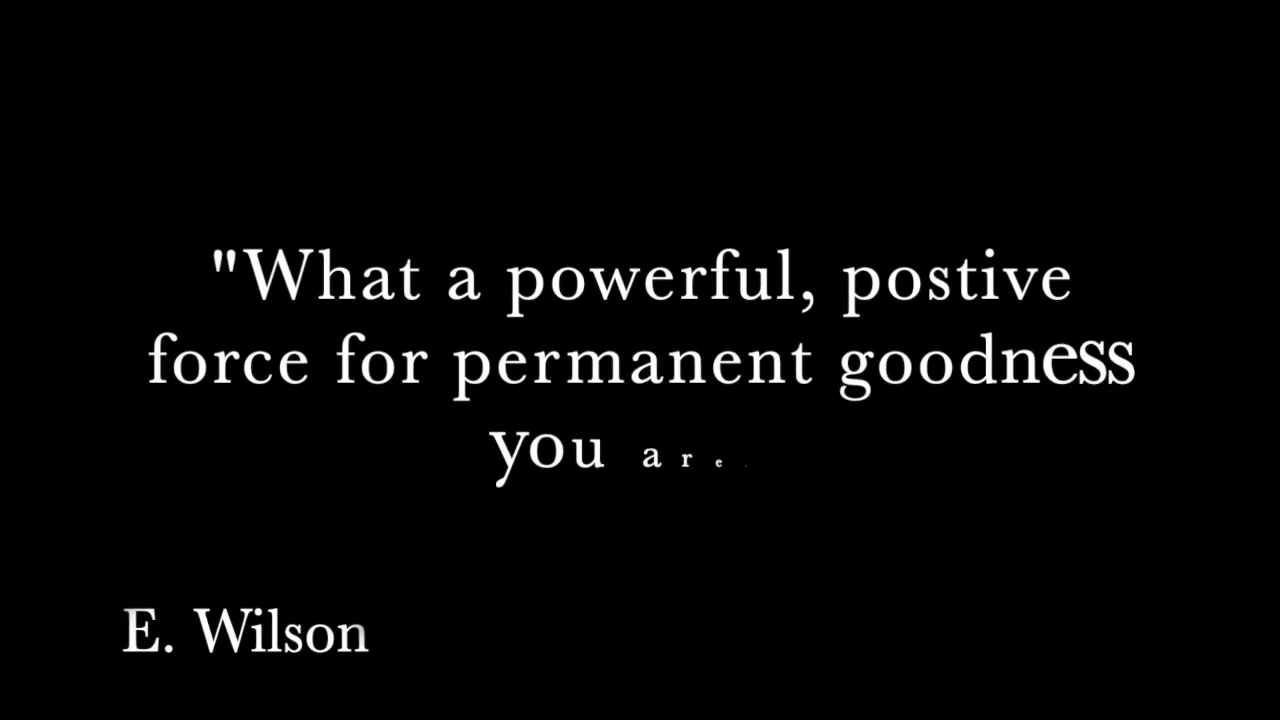 "What a powerful, postive
force for permanent goodness
you are.
E. Wilson